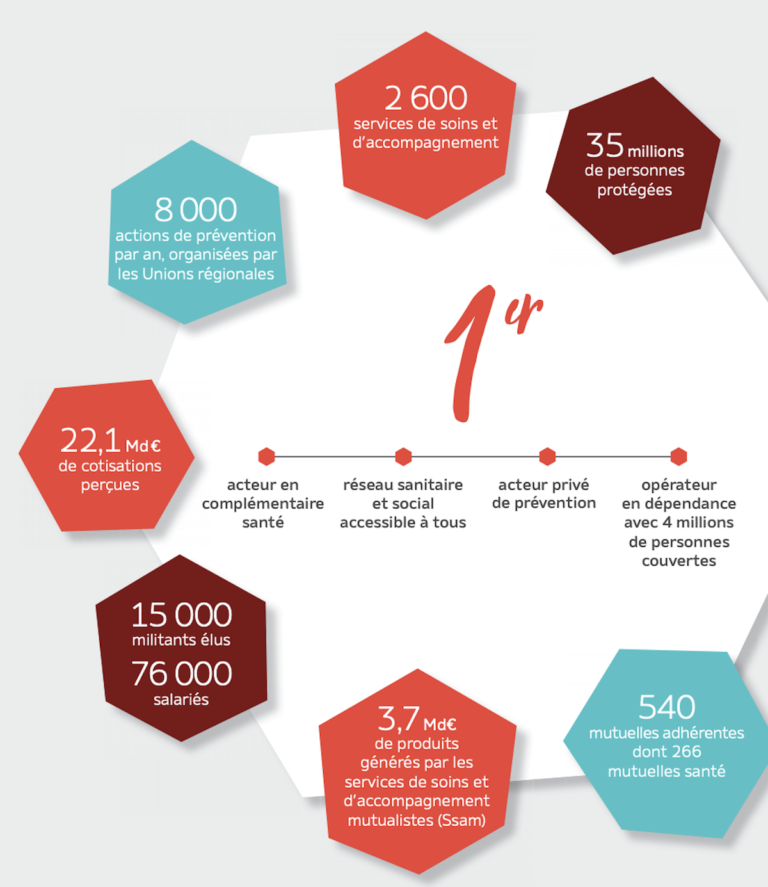 2 600
services de soins et
d'accompagnement
35 millions
de personnes
protégées
8 000
actions de prévention
par an, organisées par
les Unions régionales
1er
22,1 Md€
de cotisations
perçues
acteur en
complémentaire
santé
réseau sanitaire
et social
accessible à tous
acteur privé
de prévention
opérateur
en dépendance
avec 4 millions
de personnes
couvertes
15 000
militants élus
76 000
salariés
3,7 Md€
de produits
générés par les
services de soins et
d'accompagnement
mutualistes (Ssam)
540
mutuelles adhérentes
dont 266
mutuelles santé